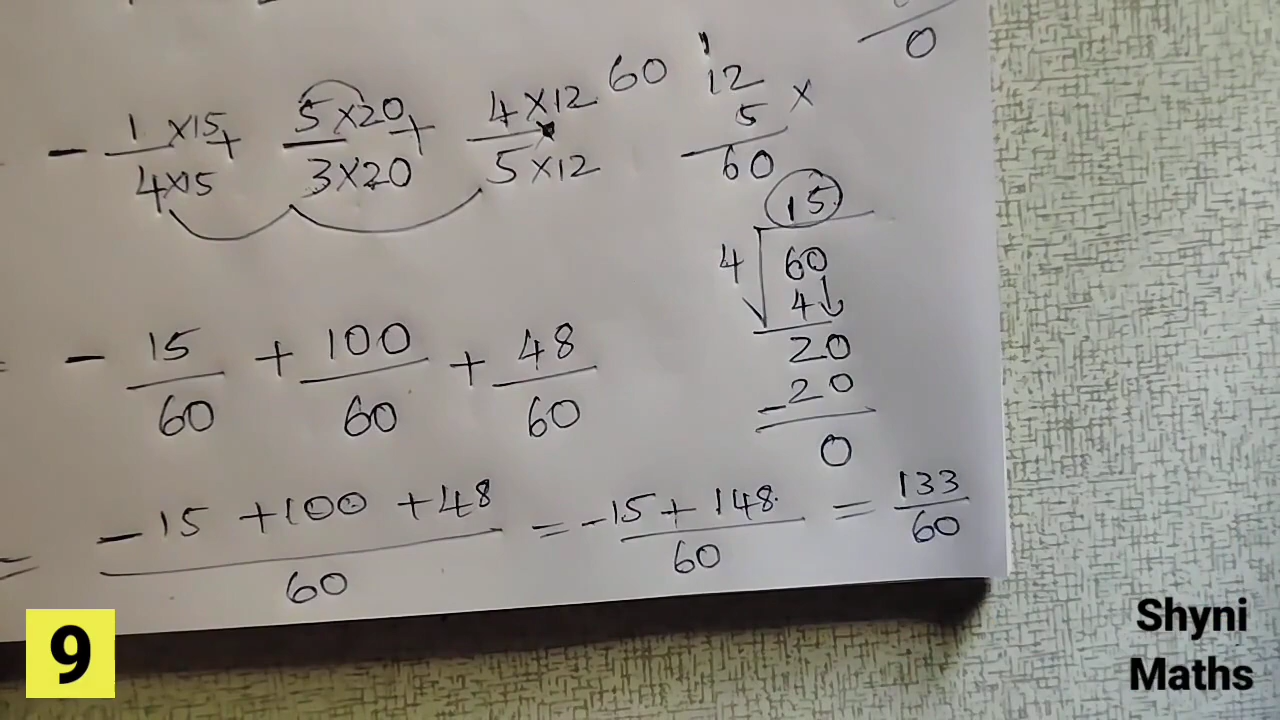 0
- 1 ×15 / 4×15 + 5×20 / 3×20 + 4×12 / 5×12
60
12
5 ×
60
15
4 √60
4↓
20
-20
0
= - 15/60 + 100/60 + 48/60
= -15 +100 +48 / 60 = -15 + 148 / 60 = 133/60
9
Shyni
Maths